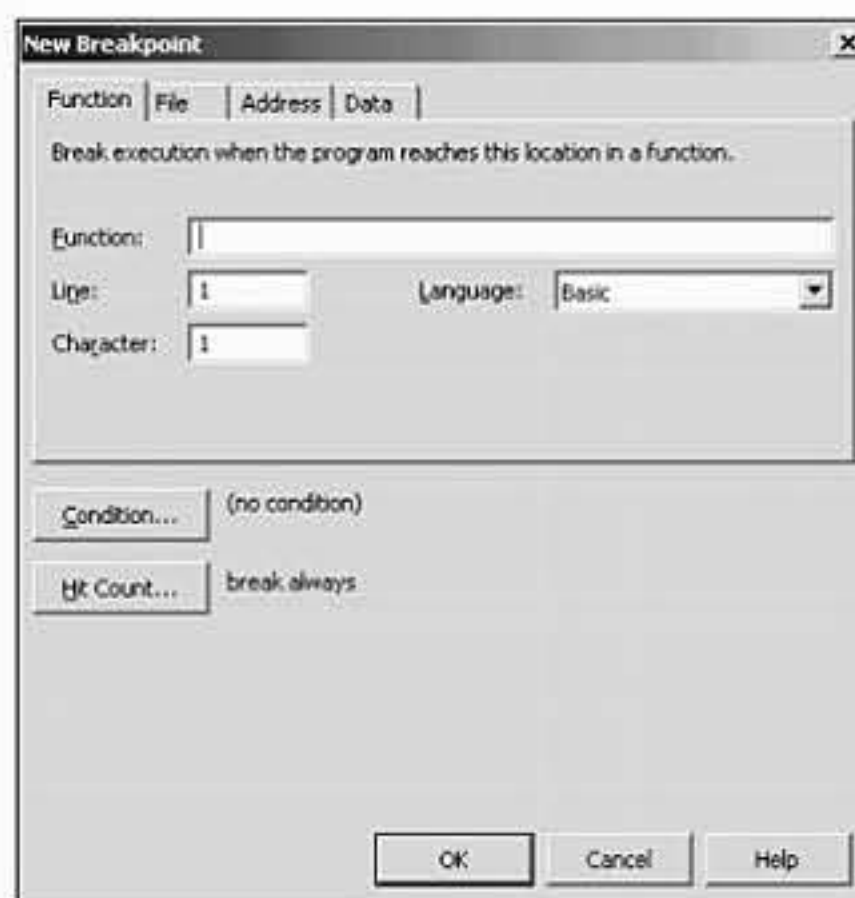 New Breakpoint
Function File Address Data
Break execution when the program reaches this location in a function.
Function:
Line: 1 Language: Basic
Character: 1
Condition... (no condition)
Hit Count... break always
OK Cancel Help